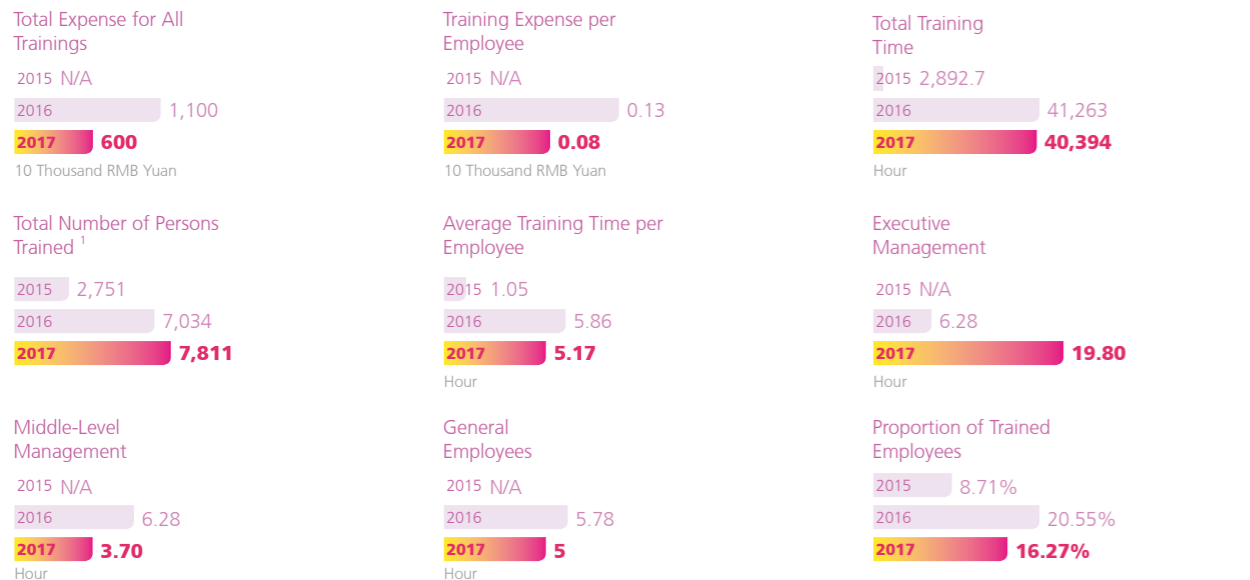 Total Expense for All
Trainings
2015 N/A
2016 1,100
2017 600
10 Thousand RMB Yuan
Training Expense per
Employee
2015 N/A
2016 0.13
2017 0.08
10 Thousand RMB Yuan
Total Training
Time
2015 2,892.7
2016 41,263
2017 40,394
Hour
Total Number of Persons
Trained 1
2015 2,751
2016 7,034
2017 7,811
Average Training Time per
Employee
2015 1.05
2016 5.86
2017 5.17
Hour
Executive
Management
2015 N/A
2016 6.28
2017 19.80
Hour
Middle-Level
Management
2015 N/A
2016 6.28
2017 3.70
Hour
General
Employees
2015 N/A
2016 5.78
2017 5
Hour
Proportion of Trained
Employees
2015 8.71%
2016 20.55%
2017 16.27%